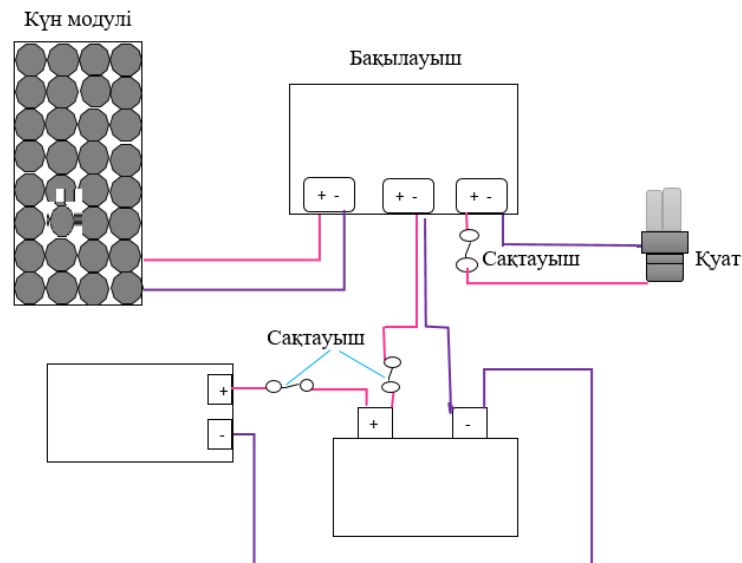 Күн модулі
Бақылауыш
+ -
+ -
+ -
Сақтауыш
Қуат
Сақтауыш
+
-
+
-